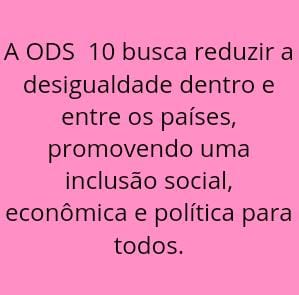 A ODS  10 busca reduzir a
desigualdade dentro e
entre os países,
promovendo uma
inclusão social,
econômica e política para
todos.